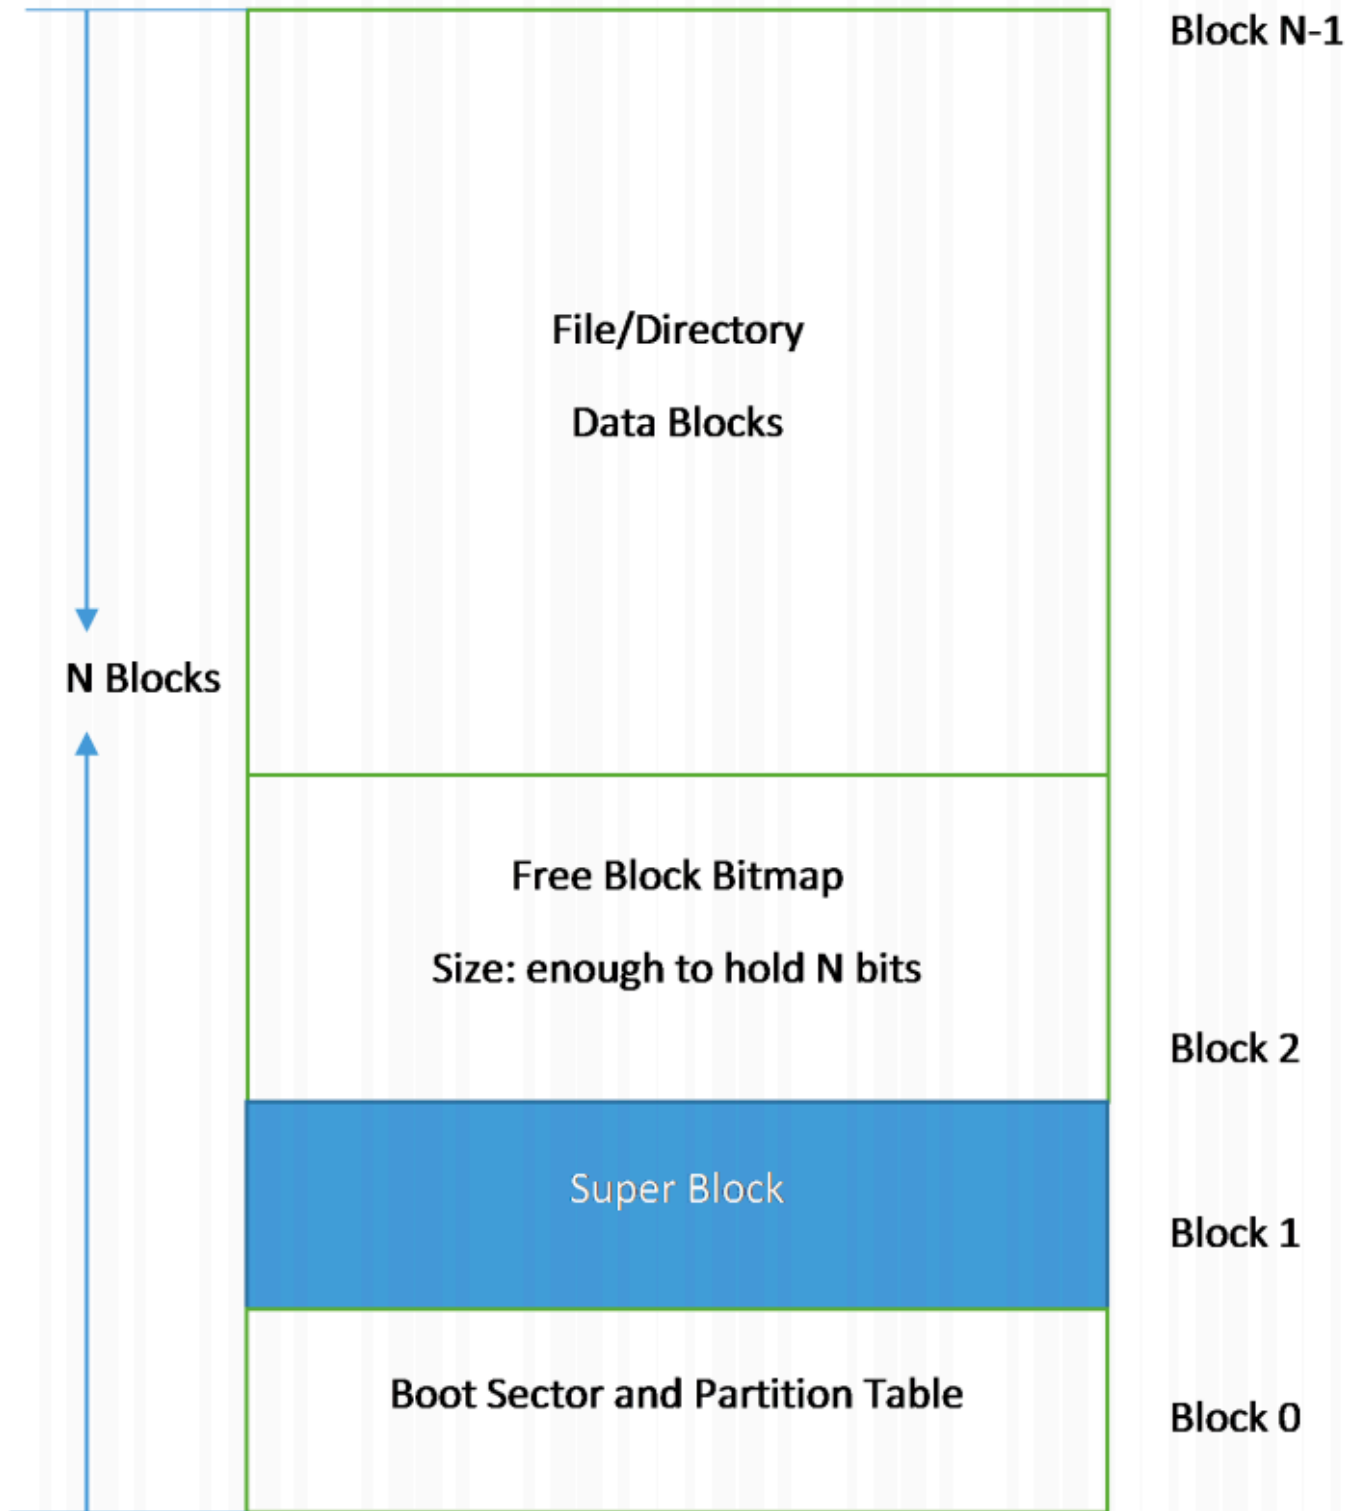 Block N-1
File/Directory
Data Blocks
N Blocks
Free Block Bitmap
Size: enough to hold N bits
Block 2
Super Block
Block 1
Boot Sector and Partition Table
Block 0